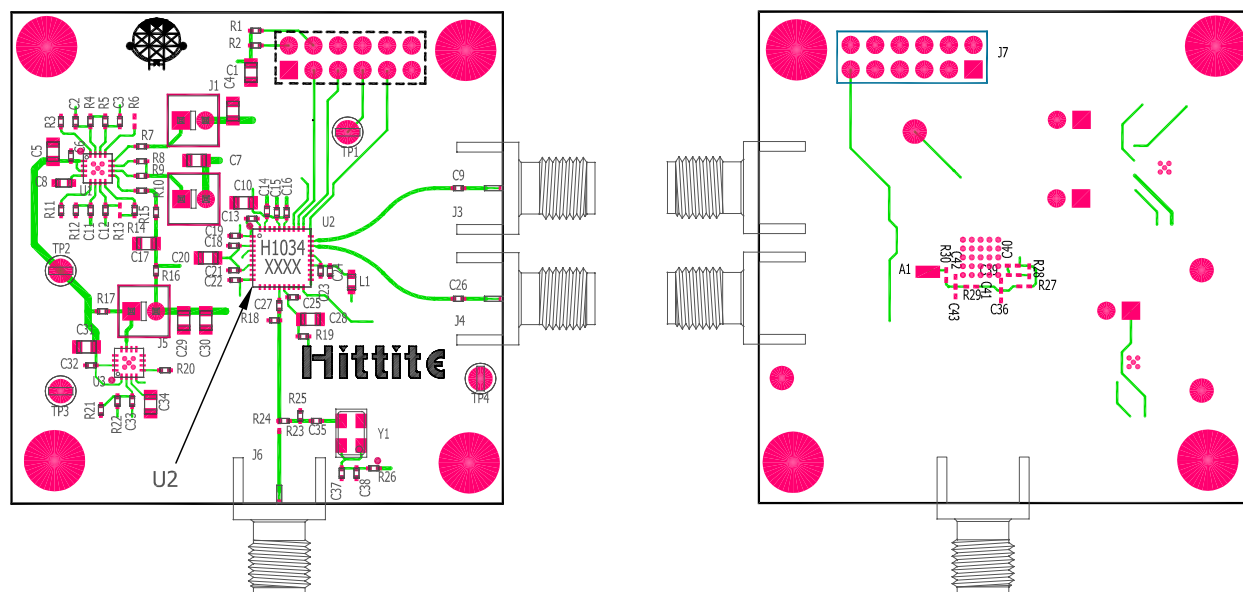 R1
R2
C1
C4
J1
R3
C2
R4
R5
C3
R6
R7
C5
C6
R8
C7
TP1
R9
C8
U1
R10
C10
C14
C15
C16
C9
R11
R12
C11
C12
R13
R14
R15
C13
U2
J3
C19
C18
H1034
XXXX
C17
C20
TP2
R16
C21
C22
C23
L1
R17
C27
C25
C26
R18
C28
J4
J5
C29
C30
R19
C32
U3
R20
Hittite
TP3
R21
R22
C33
C34
TP4
R25
R24
R23
C35
Y1
U2
J6
C37
C38
R26
J7
A1
R30
C42
C39
C40
R28
R27
R29
C41
C43
C36